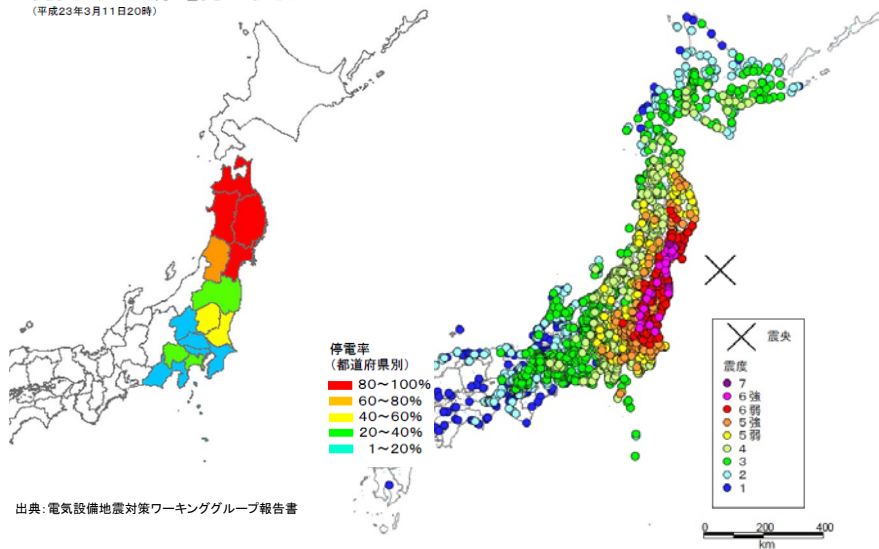 （平成23年3月11日20時）
停電率
（都道府県別）
80～100%
60～80%
40～60%
20～40%
1～20%
出典：電気設備地震対策ワーキンググループ報告書
震央
震度
7
6強
6弱
5強
5弱
4
3
2
1
0 200 400
km